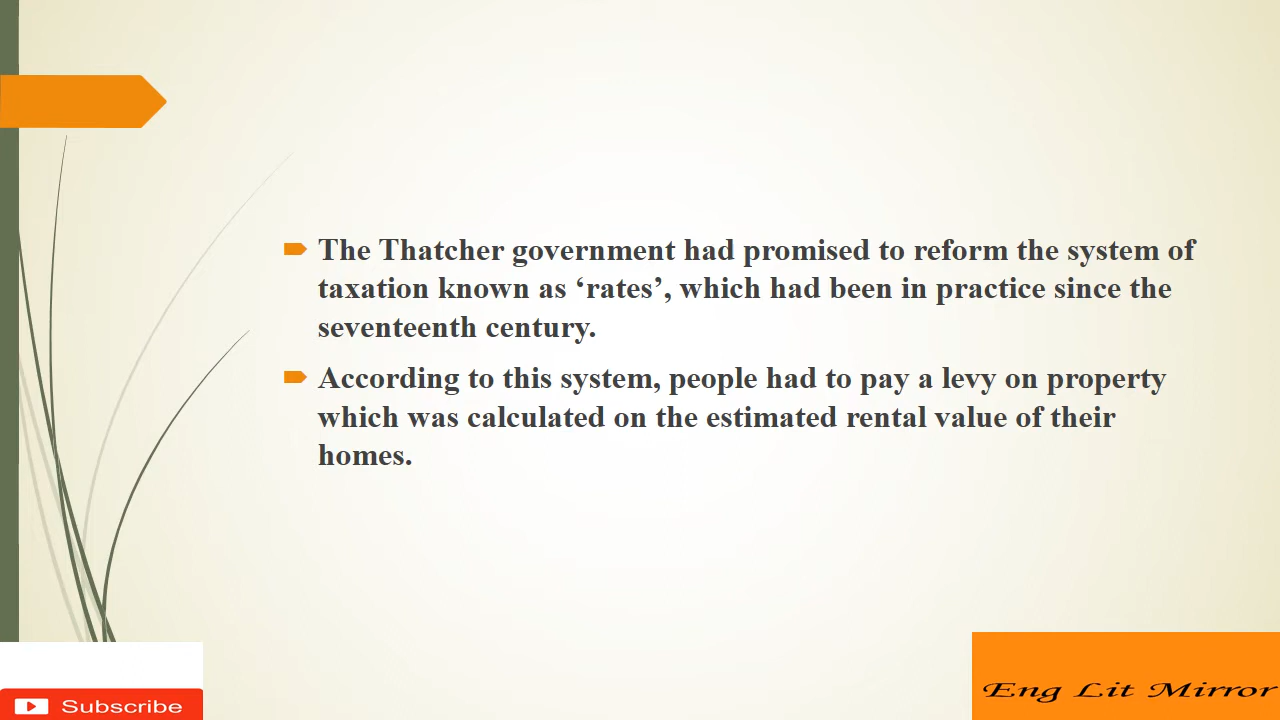 The Thatcher government had promised to reform the system of
taxation known as ‘rates’, which had been in practice since the
seventeenth century.
According to this system, people had to pay a levy on property
which was calculated on the estimated rental value of their
homes.
Subscribe
Eng Lit Mirror